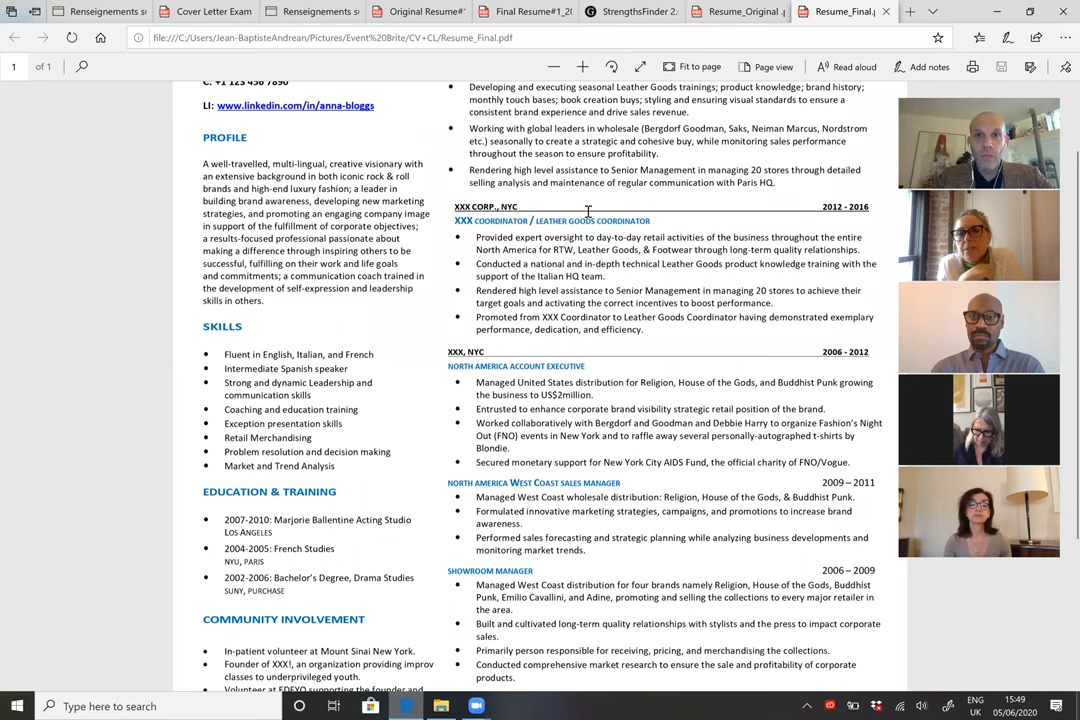 Renseignements s
Cover Letter Exam
Renseignements s
Original Resume#1
Final Resume#1_20
StrengthsFinder 2.
Resume_Original .p
Resume_Final.p
file:///C:/Users/Jean-BaptisteAndrean/Pictures/Event%20Brite/CV+CL/Resume_Final.pdf
1 of 1
Fit to page
Page view
Read aloud
Add notes
C: +1 123 456 7890
LI: www.linkedin.com/in/anna-bloggs
PROFILE
A well-travelled, multi-lingual, creative visionary with
an extensive background in both iconic rock & roll
brands and high-end luxury fashion; a leader in
building brand awareness, developing new marketing
strategies, and promoting an engaging company image
in support of the fulfillment of corporate objectives;
a results-focused professional passionate about
making a difference through inspiring others to be
successful, fulfilling on their work and life goals
and commitments; a communication coach trained in
the development of self-expression and leadership
skills in others.
SKILLS
• Fluent in English, Italian, and French
• Intermediate Spanish speaker
• Strong and dynamic Leadership and
communication skills
• Coaching and education training
• Exception presentation skills
• Retail Merchandising
• Problem resolution and decision making
• Market and Trend Analysis
EDUCATION & TRAINING
• 2007-2010: Marjorie Ballentine Acting Studio
LOS ANGELES
• 2004-2005: French Studies
NYU, PARIS
• 2002-2006: Bachelor's Degree, Drama Studies
SUNY, PURCHASE
COMMUNITY INVOLVEMENT
• In-patient volunteer at Mount Sinai New York.
• Founder of XXX!, an organization providing improv
classes to underprivileged youth.
• Volunteer at EDEYO supporting the founder and
• Developing and executing seasonal Leather Goods trainings; product knowledge; brand history;
monthly touch bases; book creation buys; styling and ensuring visual standards to ensure a
consistent brand experience and drive sales revenue.
• Working with global leaders in wholesale (Bergdorf Goodman, Saks, Neiman Marcus, Nordstrom
etc.) seasonally to create a strategic and cohesive buy, while monitoring sales performance
throughout the season to ensure profitability.
• Rendering high level assistance to Senior Management in managing 20 stores through detailed
selling analysis and maintenance of regular communication with Paris HQ.
XXX CORP., NYC 2012 - 2016
XXX COORDINATOR / LEATHER GOODS COORDINATOR
• Provided expert oversight to day-to-day retail activities of the business throughout the entire
North America for RTW, Leather Goods, & Footwear through long-term quality relationships.
• Conducted a national and in-depth technical Leather Goods product knowledge training with the
support of the Italian HQ team.
• Rendered high level assistance to Senior Management in managing 20 stores to achieve their
target goals and activating the correct incentives to boost performance.
• Promoted from XXX Coordinator to Leather Goods Coordinator having demonstrated exemplary
performance, dedication, and efficiency.
XXX, NYC 2006 - 2012
NORTH AMERICA ACCOUNT EXECUTIVE
• Managed United States distribution for Religion, House of the Gods, and Buddhist Punk growing
the business to US$2million.
• Entrusted to enhance corporate brand visibility strategic retail position of the brand.
• Worked collaboratively with Bergdorf and Goodman and Debbie Harry to organize Fashion's Night
Out (FNO) events in New York and to raffle away several personally-autographed t-shirts by
Blondie.
• Secured monetary support for New York City AIDS Fund, the official charity of FNO/Vogue.
NORTH AMERICA WEST COAST SALES MANAGER 2009 – 2011
• Managed West Coast wholesale distribution: Religion, House of the Gods, & Buddhist Punk.
• Formulated innovative marketing strategies, campaigns, and promotions to increase brand
awareness.
• Performed sales forecasting and strategic planning while analyzing business developments and
monitoring market trends.
SHOWROOM MANAGER 2006 – 2009
• Managed West Coast distribution for four brands namely Religion, House of the Gods, Buddhist
Punk, Emilio Cavallini, and Adine, promoting and selling the collections to every major retailer in
the area.
• Built and cultivated long-term quality relationships with stylists and the press to impact corporate
sales.
• Primarily person responsible for receiving, pricing, and merchandising the collections.
• Conducted comprehensive market research to ensure the sale and profitability of corporate
products.
Type here to search
ENG
UK
15:49
05/06/2020